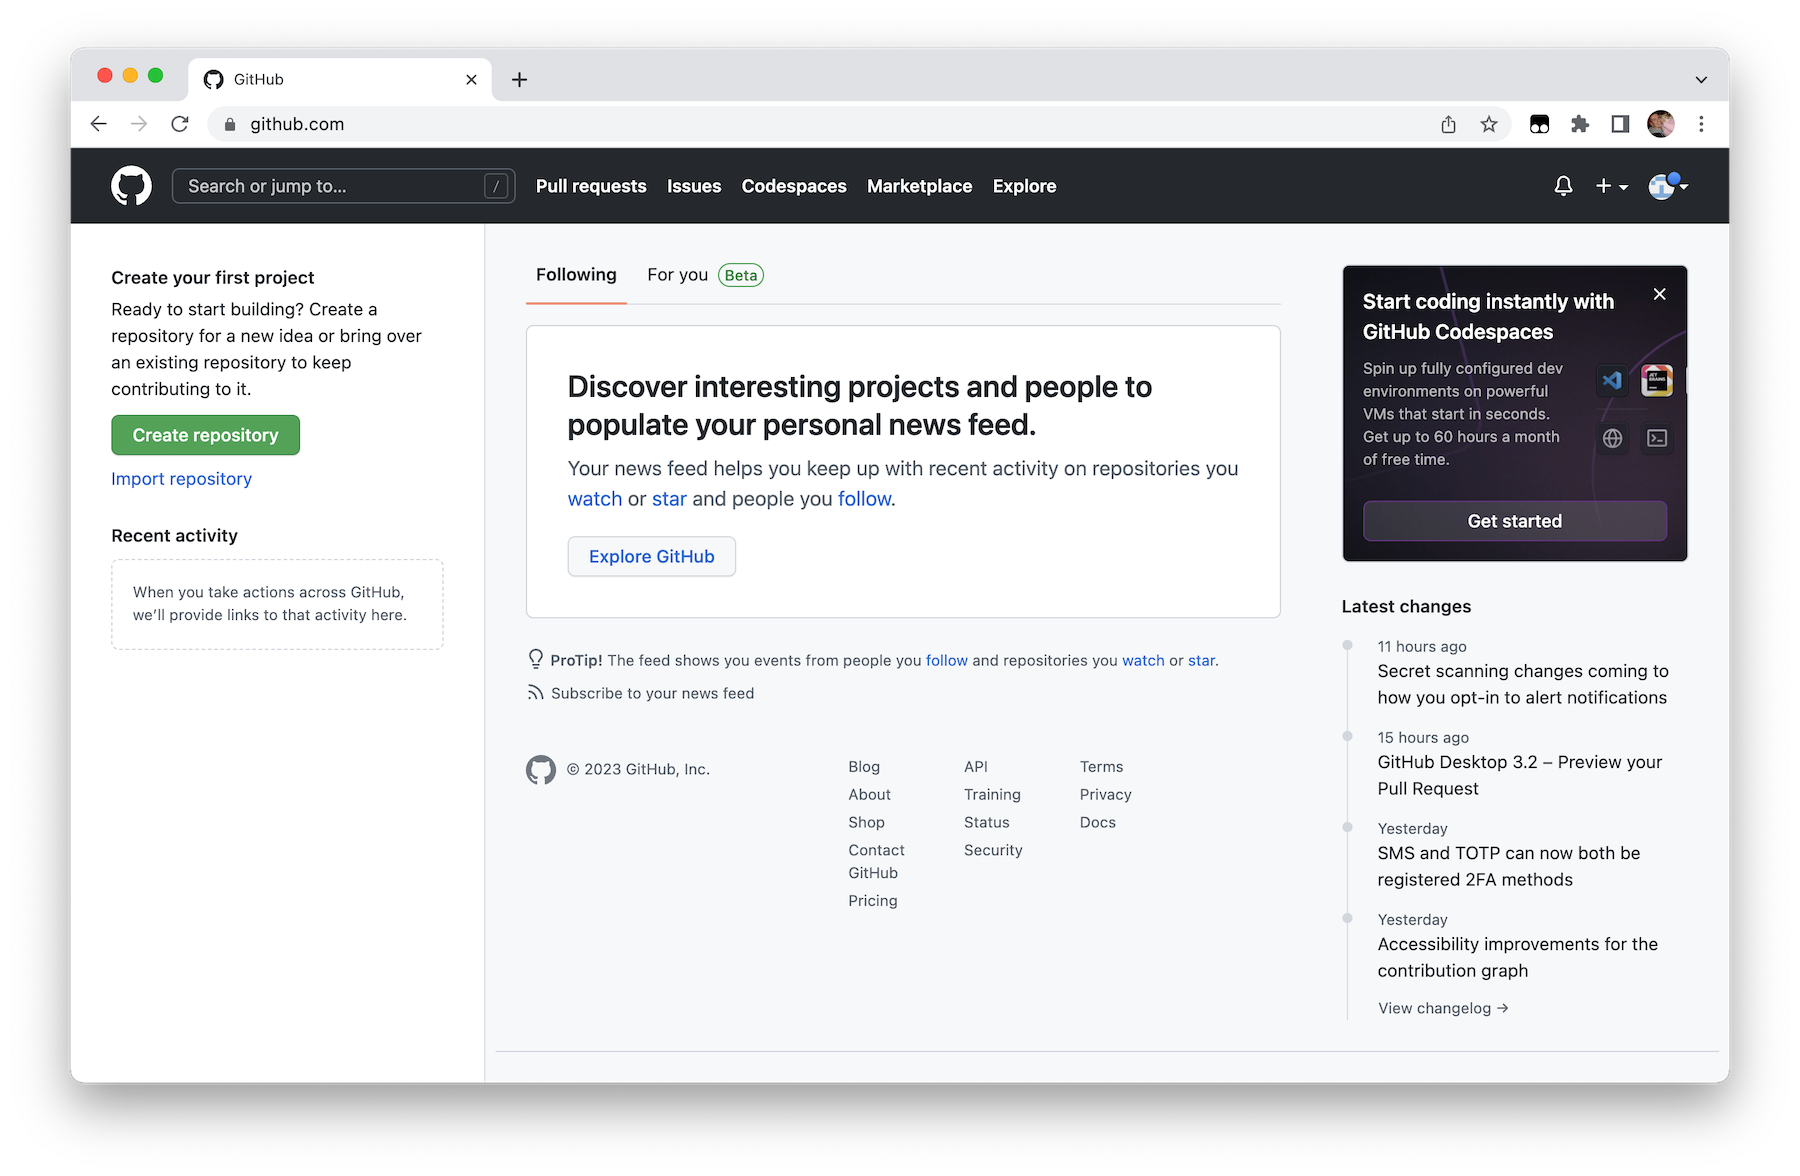 GitHub
github.com
Search or jump to...
/
Pull requests
Issues
Codespaces
Marketplace
Explore
Create your first project
Ready to start building? Create a
repository for a new idea or bring over
an existing repository to keep
contributing to it.
Create repository
Import repository
Recent activity
When you take actions across GitHub,
we’ll provide links to that activity here.
Following
For you
Beta
Discover interesting projects and people to
populate your personal news feed.
Your news feed helps you keep up with recent activity on repositories you
watch or star and people you follow.
Explore GitHub
ProTip! The feed shows you events from people you follow and repositories you watch or star.
Subscribe to your news feed
© 2023 GitHub, Inc.
Blog
About
Shop
Contact
GitHub
Pricing
API
Training
Status
Security
Terms
Privacy
Docs
Start coding instantly with
GitHub Codespaces
Spin up fully configured dev
environments on powerful
VMs that start in seconds.
Get up to 60 hours a month
of free time.
JET
BRAINS
Get started
Latest changes
11 hours ago
Secret scanning changes coming to
how you opt-in to alert notifications
15 hours ago
GitHub Desktop 3.2 – Preview your
Pull Request
Yesterday
SMS and TOTP can now both be
registered 2FA methods
Yesterday
Accessibility improvements for the
contribution graph
View changelog →